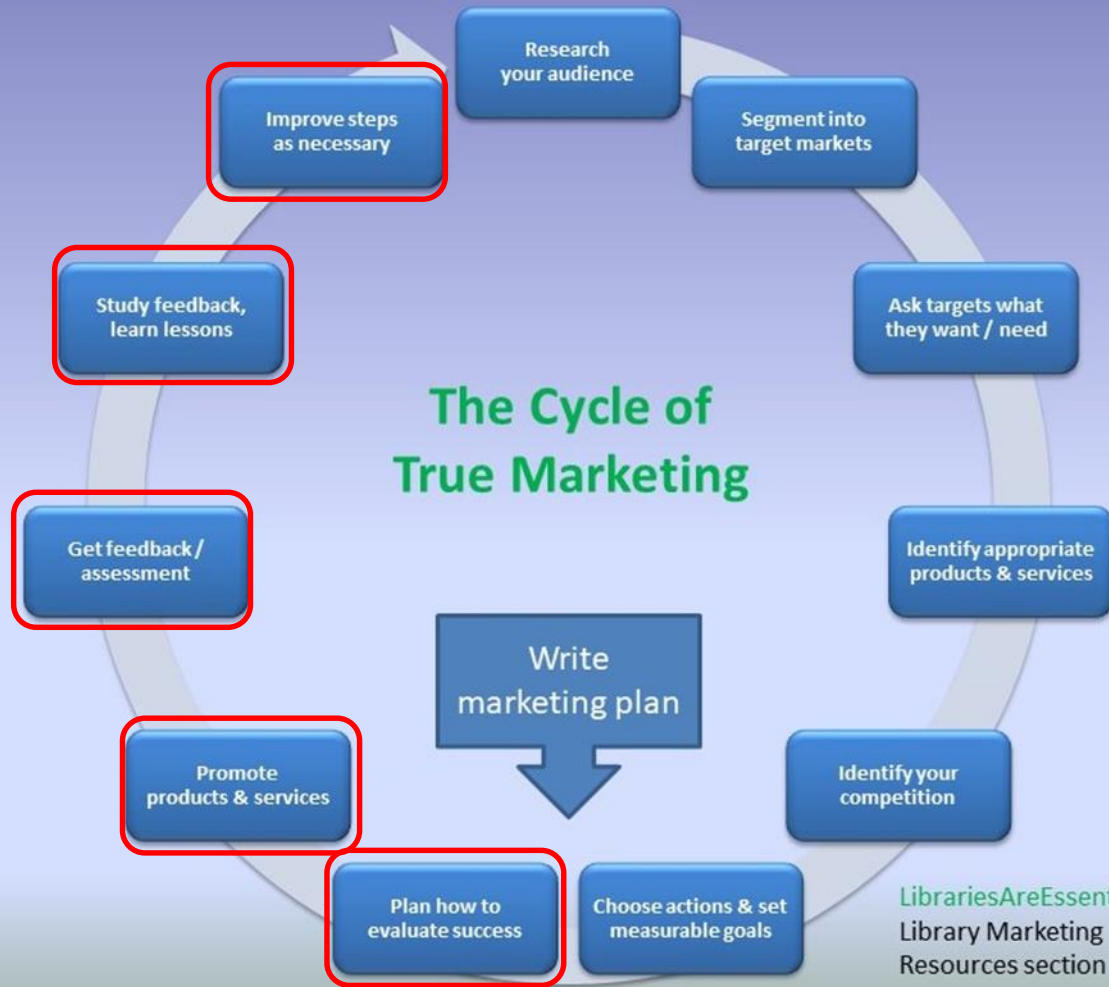 Research
your audience
Segment into
target markets
Ask targets what
they want / need
Identify appropriate
products & services
Identify your
competition
Choose actions & set
measurable goals
Plan how to
evaluate success
Promote
products & services
Get feedback /
assessment
Study feedback,
learn lessons
Improve steps
as necessary
The Cycle of
True Marketing
Write
marketing plan
Library Marketing
Resources section